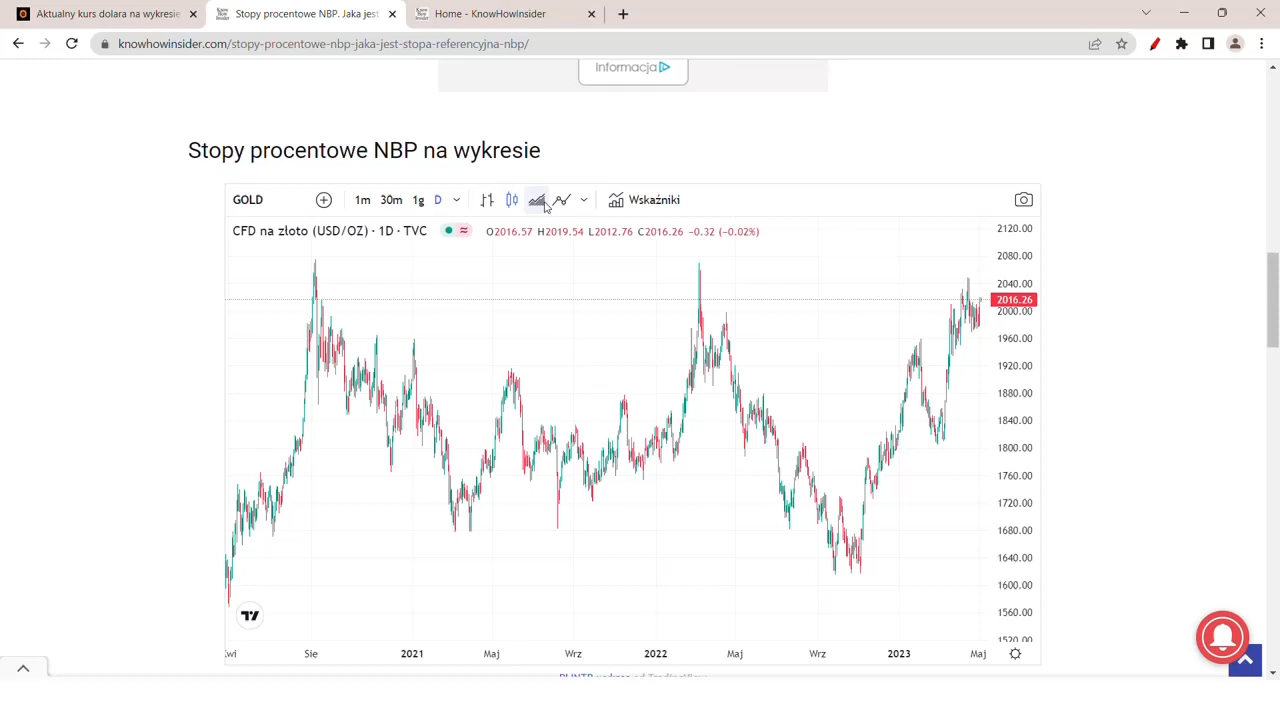 Aktualny kurs dolara na wykresie
Stopy procentowe NBP. Jaka jest
Home - KnowHowInsider
knowhowinsider.com/stopy-procentowe-nbp-jaka-jest-stopa-referencyjna-nbp/
Informacja
Stopy procentowe NBP na wykresie
GOLD 1m 30m 1g D Wskaźniki
CFD na złoto (USD/OZ) · 1D · TVC O2016.57 H2019.54 L2012.76 C2016.26 −0.32 (−0.02%)
2120.00
2080.00
2040.00
2016.26
2000.00
1960.00
1920.00
1880.00
1840.00
1800.00
1760.00
1720.00
1680.00
1640.00
1600.00
1560.00
1520.00
Kwi Sie 2021 Maj Wrz 2022 Maj Wrz 2023 Maj